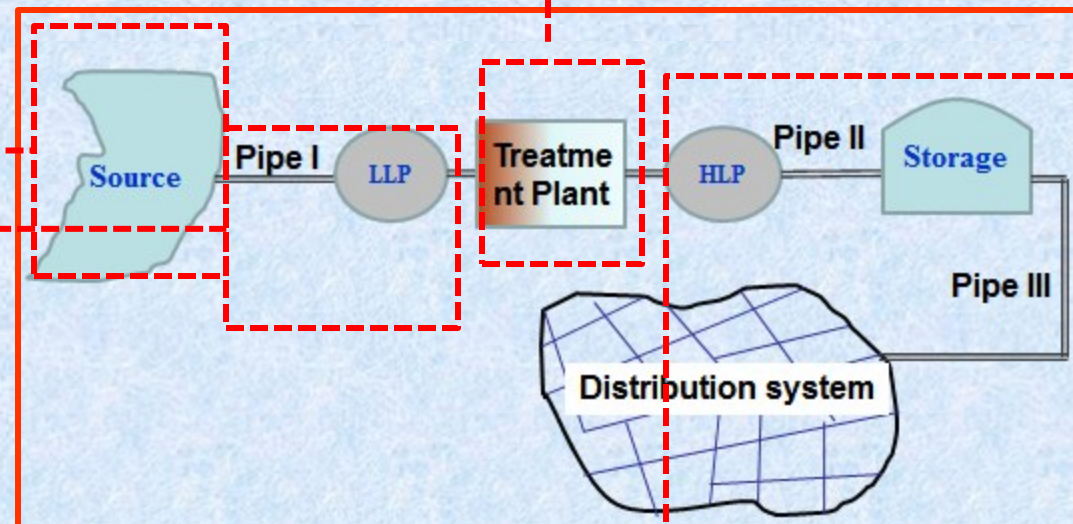 Source
Pipe I
LLP
Treatme
nt Plant
HLP
Pipe II
Storage
Pipe III
Distribution system